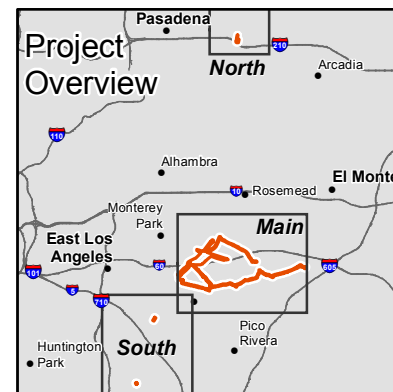 Pasadena
Project
Overview
210
North
Arcadia
110
Alhambra
El Monte
10
Rosemead
Monterey
Park
Main
East Los
Angeles
60
605
101
5
710
Pico
Rivera
South
Huntington
Park